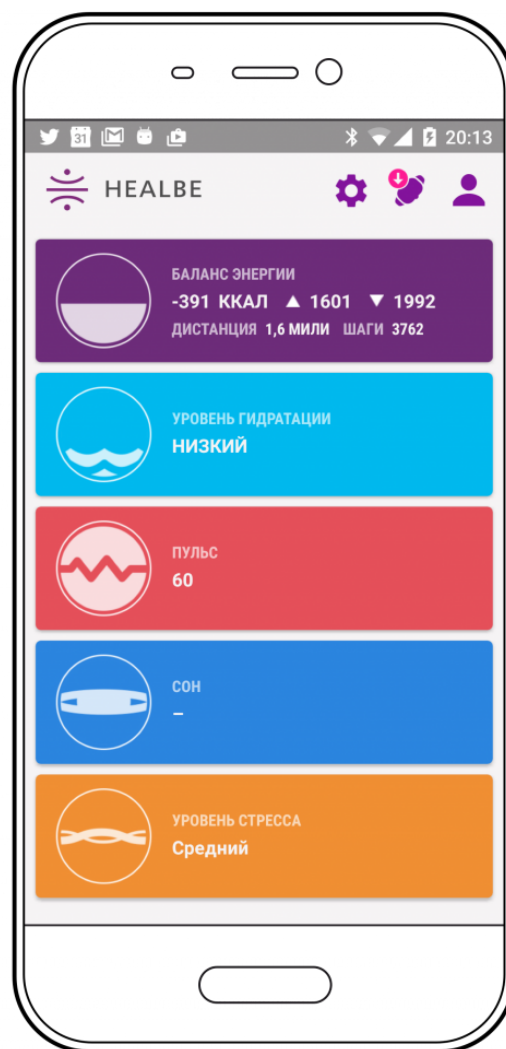 31 20:13
HEALBE
БАЛАНС ЭНЕРГИИ
-391 ККАЛ ▲ 1601 ▼ 1992
ДИСТАНЦИЯ 1,6 МИЛИ ШАГИ 3762
УРОВЕНЬ ГИДРАТАЦИИ
НИЗКИЙ
ПУЛЬС
60
СОН
–
УРОВЕНЬ СТРЕССА
Средний